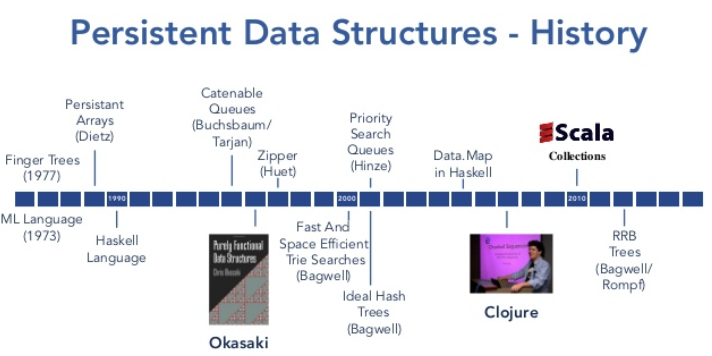 Persistent Data Structures - History
Catenable
Queues
(Buchsbaum/
Tarjan)
Persistant
Arrays
(Dietz)
Priority
Search
Queues
(Hinze)
Scala
Collections
Finger Trees
(1977)
Zipper
(Huet)
Data.Map
in Haskell
1990
2000
2010
ML Language
(1973)
Haskell
Language
Purely Functional
Data Structures
Chris Okasaki
Okasaki
Fast And
Space Efficient
Trie Searches
(Bagwell)
Ideal Hash
Trees
(Bagwell)
Clojure
RRB
Trees
(Bagwell/
Rompf)